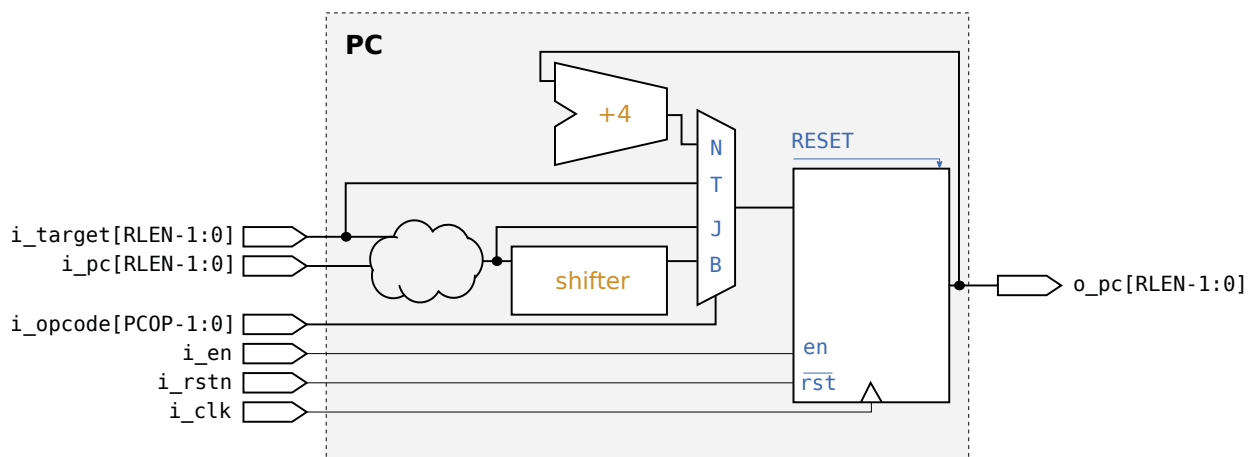 PC
+4
RESET
N
T
J
B
i_target[RLEN-1:0]
i_pc[RLEN-1:0]
shifter
o_pc[RLEN-1:0]
i_opcode[PCOP-1:0]
i_en
en
i_rstn
rst
i_clk